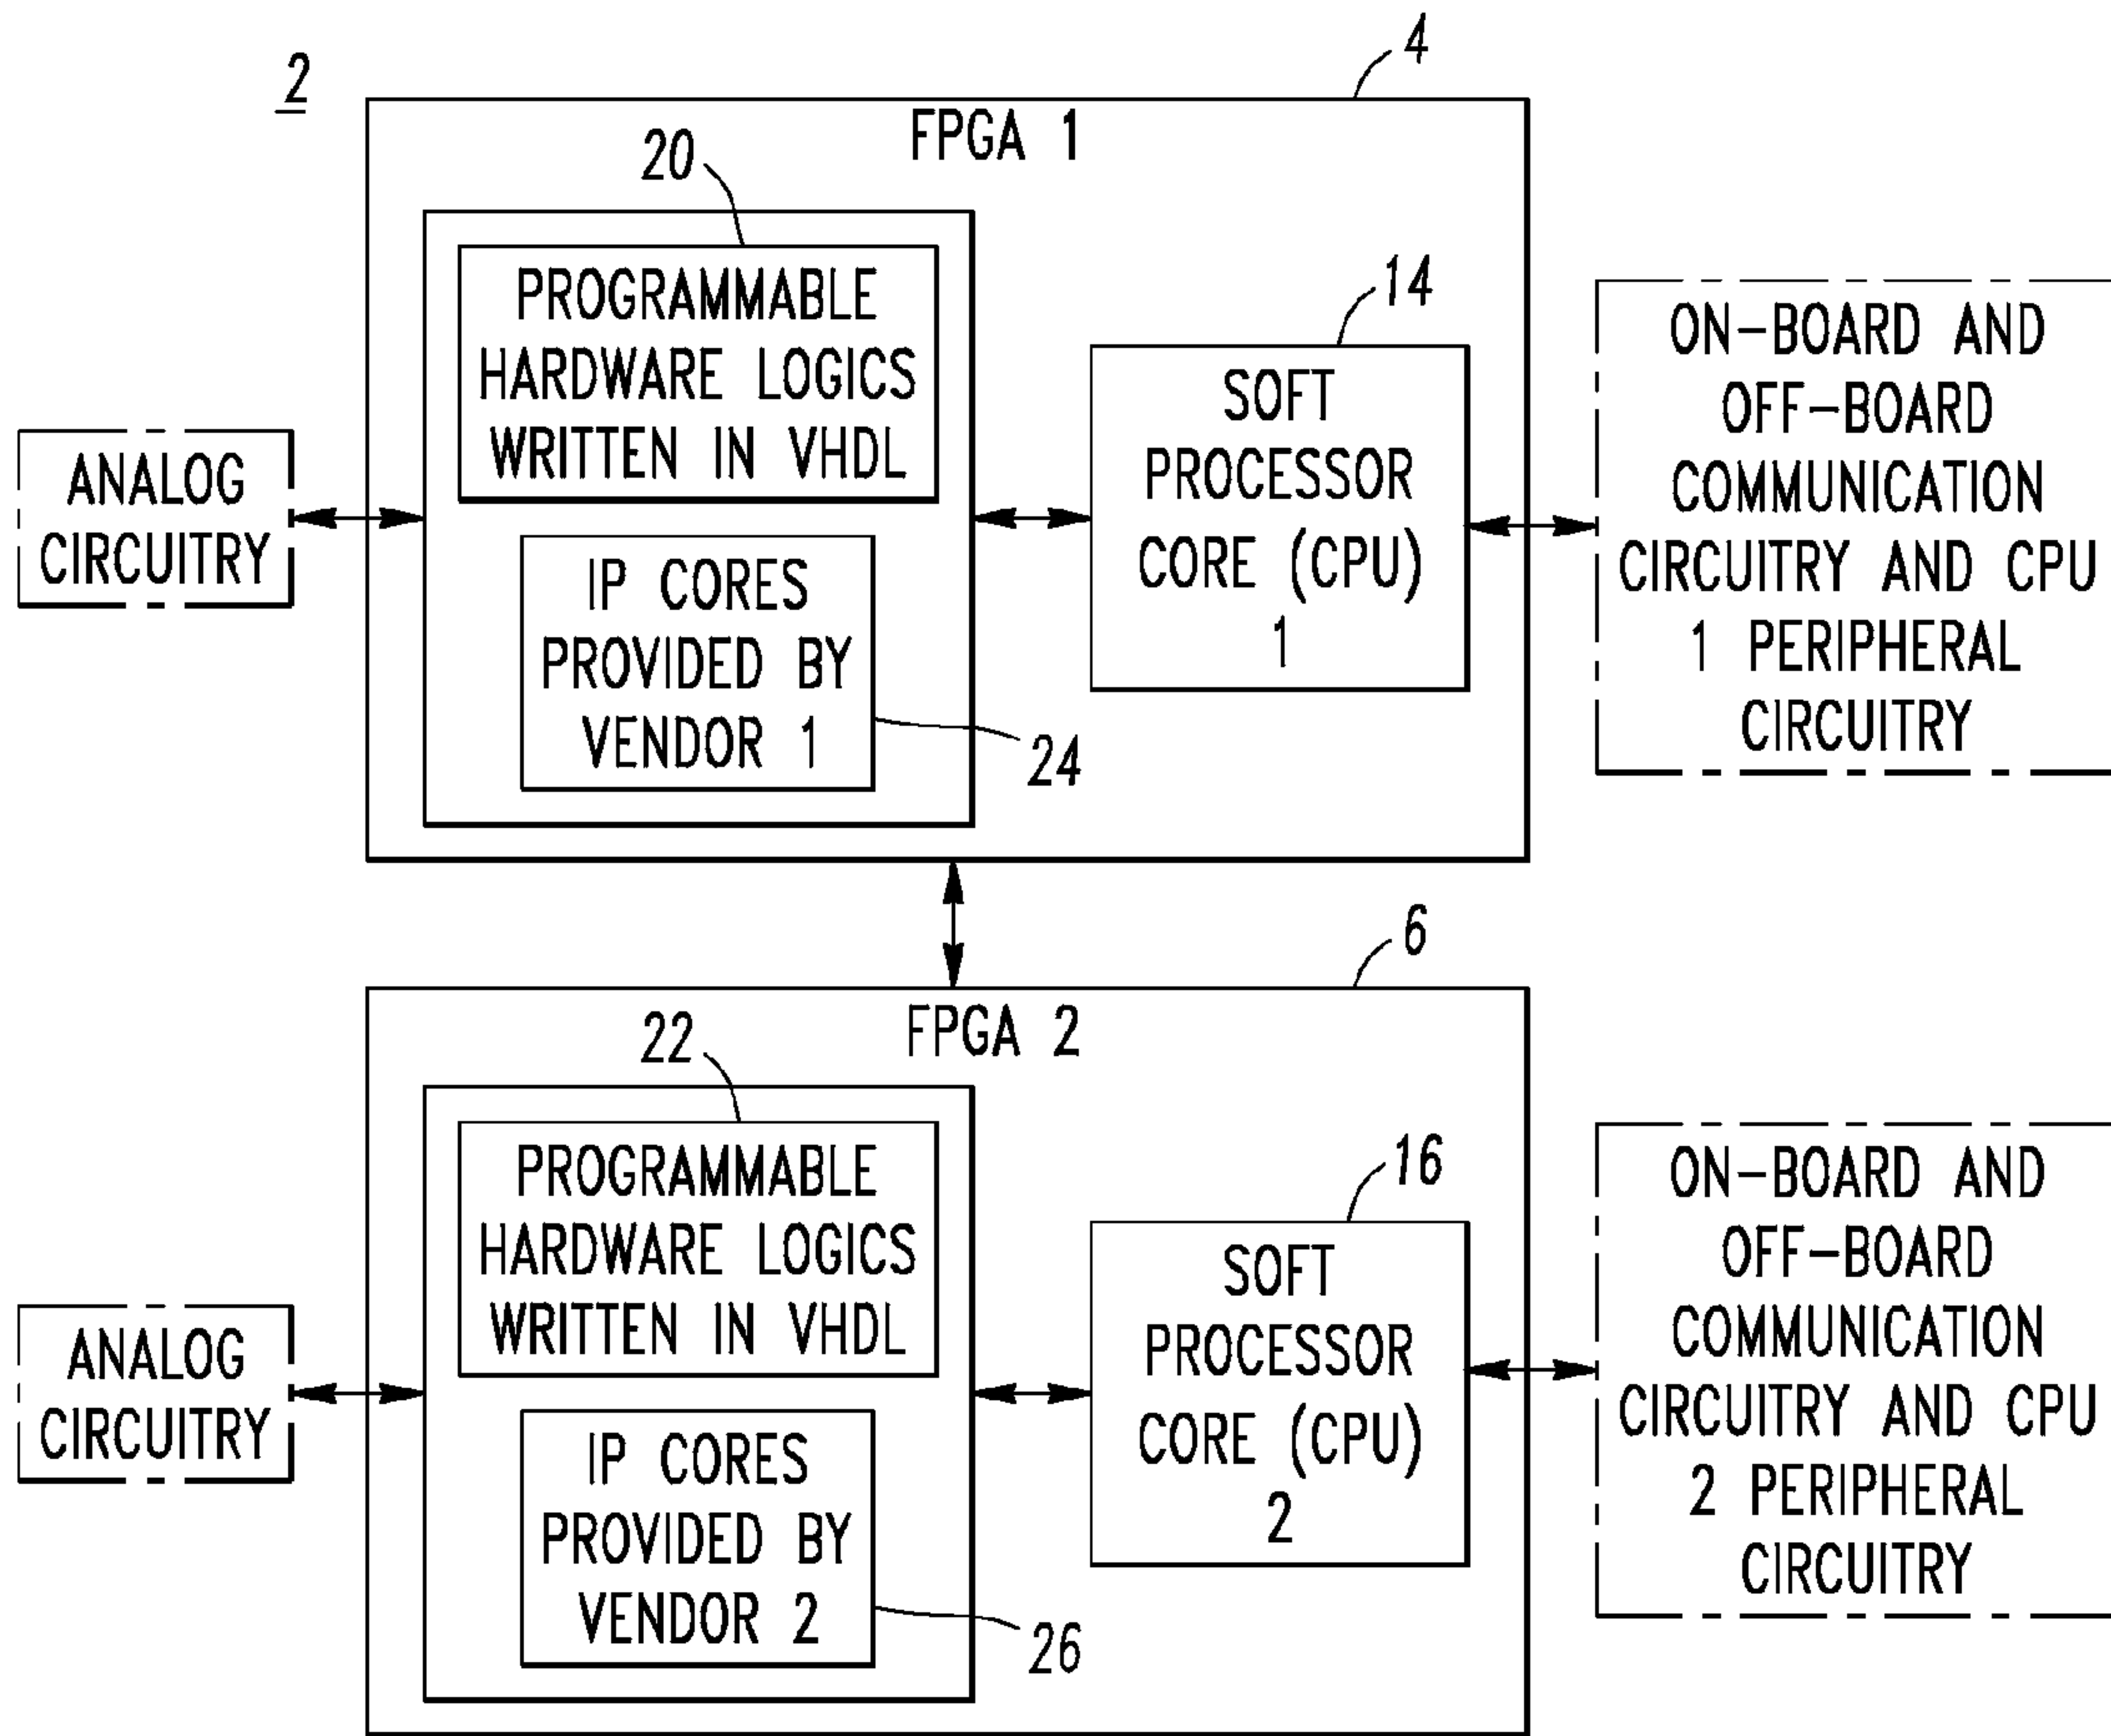 2
4
FPGA 1
20
PROGRAMMABLE
HARDWARE LOGICS
WRITTEN IN VHDL
IP CORES
PROVIDED BY
VENDOR 1
24
14
SOFT
PROCESSOR
CORE (CPU)
1
ANALOG
CIRCUITRY
ON-BOARD AND
OFF-BOARD
COMMUNICATION
CIRCUITRY AND CPU
1 PERIPHERAL
CIRCUITRY
6
FPGA 2
22
PROGRAMMABLE
HARDWARE LOGICS
WRITTEN IN VHDL
IP CORES
PROVIDED BY
VENDOR 2
26
16
SOFT
PROCESSOR
CORE (CPU)
2
ANALOG
CIRCUITRY
ON-BOARD AND
OFF-BOARD
COMMUNICATION
CIRCUITRY AND CPU
2 PERIPHERAL
CIRCUITRY